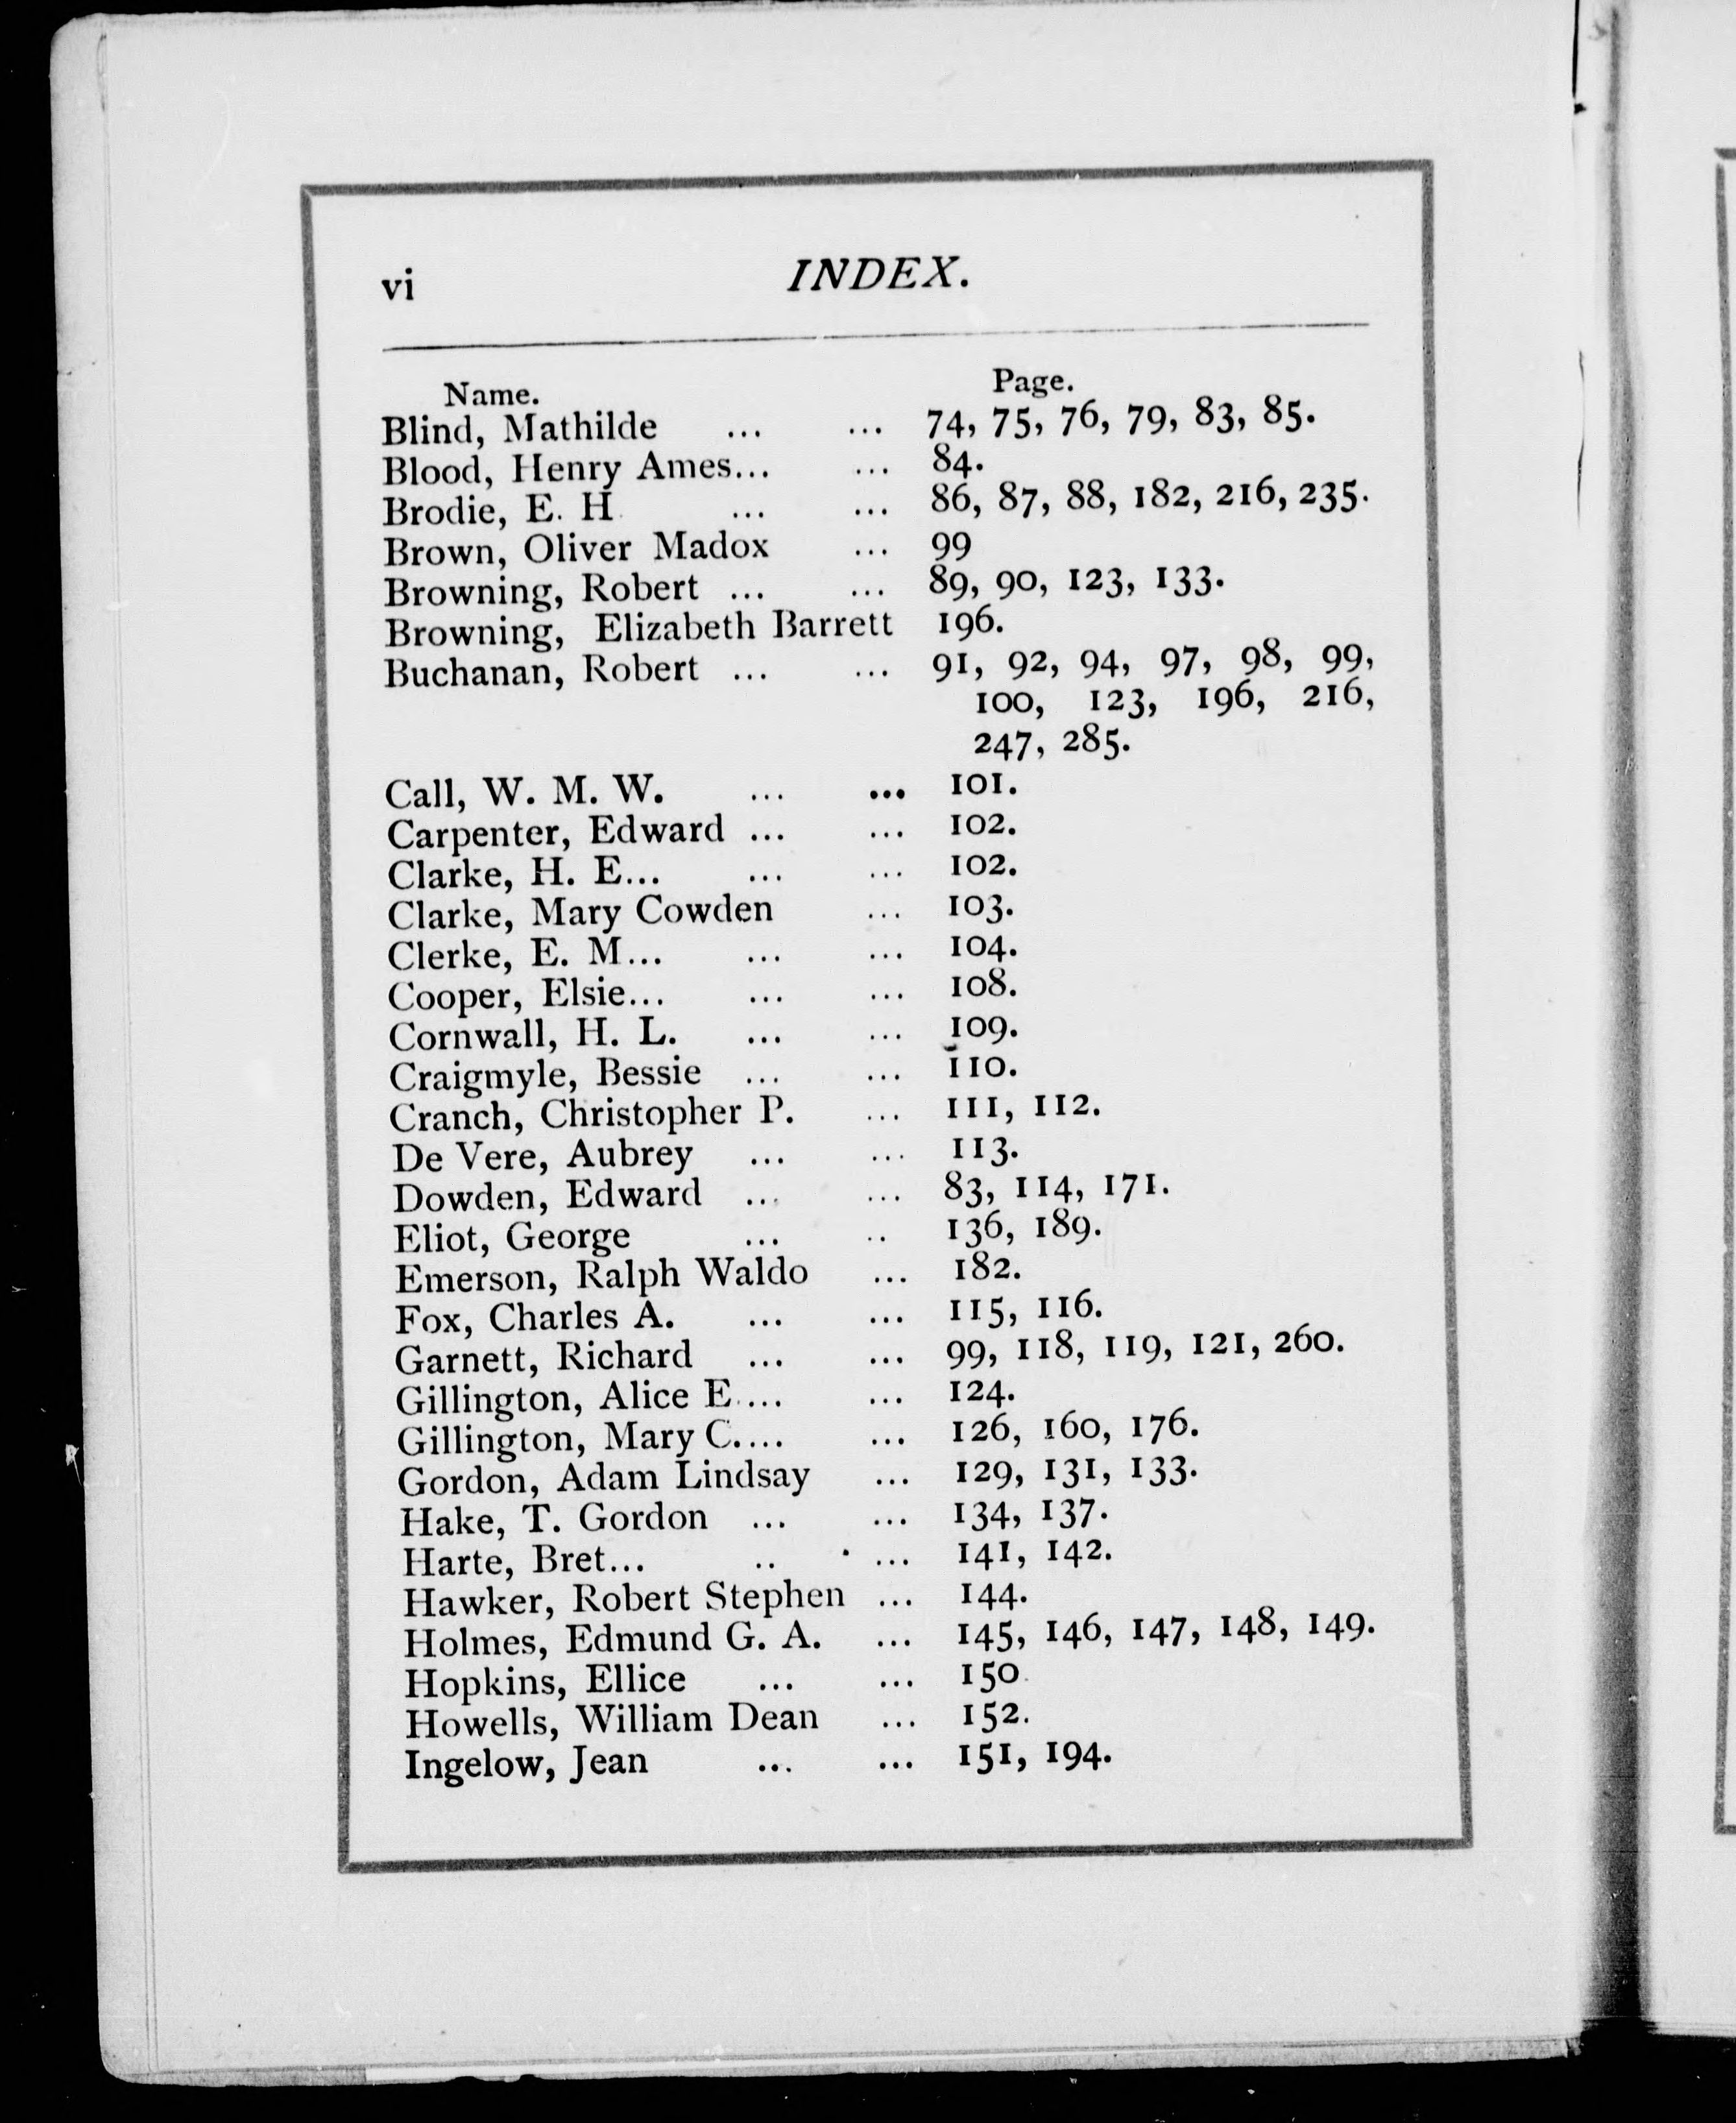 vi
INDEX.
Name. Page.
Blind, Mathilde ... ... 74, 75, 76, 79, 83, 85.
Blood, Henry Ames... ... 84.
Brodie, E. H ... ... 86, 87, 88, 182, 216, 235.
Brown, Oliver Madox ... 99
Browning, Robert ... ... 89, 90, 123, 133.
Browning, Elizabeth Barrett 196.
Buchanan, Robert ... ... 91, 92, 94, 97, 98, 99,
100, 123, 196, 216,
247, 285.
Call, W. M. W. ... ... 101.
Carpenter, Edward ... ... 102.
Clarke, H. E... ... ... 102.
Clarke, Mary Cowden ... 103.
Clerke, E. M... ... ... 104.
Cooper, Elsie... ... ... 108.
Cornwall, H. L. ... ... 109.
Craigmyle, Bessie ... ... 110.
Cranch, Christopher P. ... 111, 112.
De Vere, Aubrey ... ... 113.
Dowden, Edward ... ... 83, 114, 171.
Eliot, George ... .. 136, 189.
Emerson, Ralph Waldo ... 182.
Fox, Charles A. ... ... 115, 116.
Garnett, Richard ... ... 99, 118, 119, 121, 260.
Gillington, Alice E.... ... 124.
Gillington, Mary C.... ... 126, 160, 176.
Gordon, Adam Lindsay ... 129, 131, 133.
Hake, T. Gordon ... ... 134, 137.
Harte, Bret... .. ... 141, 142.
Hawker, Robert Stephen ... 144.
Holmes, Edmund G. A. ... 145, 146, 147, 148, 149.
Hopkins, Ellice ... ... 150.
Howells, William Dean ... 152.
Ingelow, Jean ... ... 151, 194.